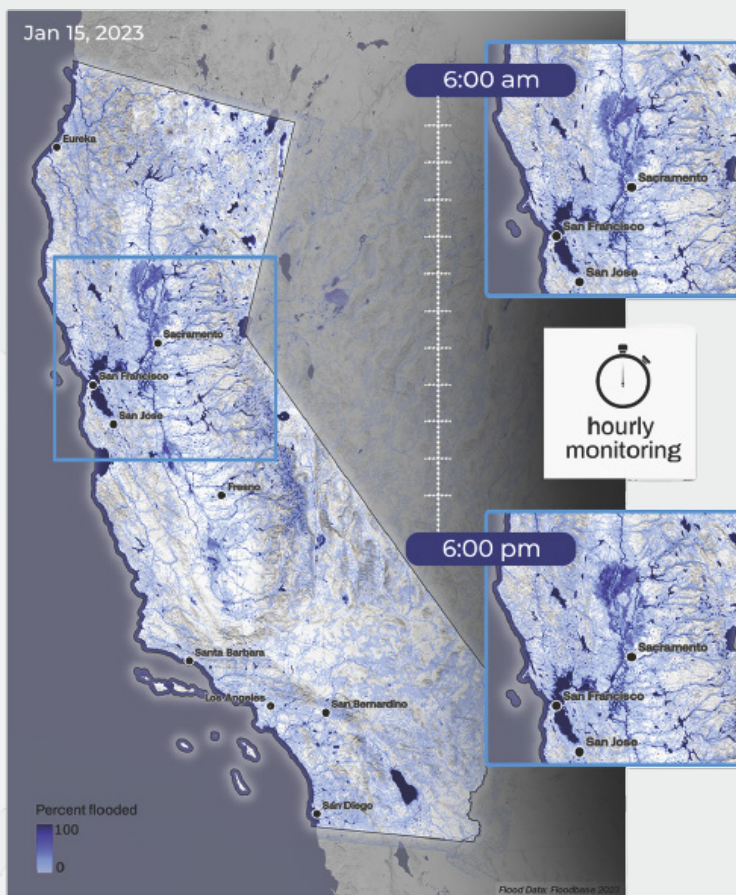 Jan 15, 2023
Eureka
Sacramento
San Francisco
San Jose
Fresno
Santa Barbara
Los Angeles
San Bernardino
San Diego
Percent flooded
100
0
6:00 am
Sacramento
San Francisco
San Jose
hourly
monitoring
6:00 pm
Sacramento
San Francisco
San Jose
Flood Data: Floodbase 2023